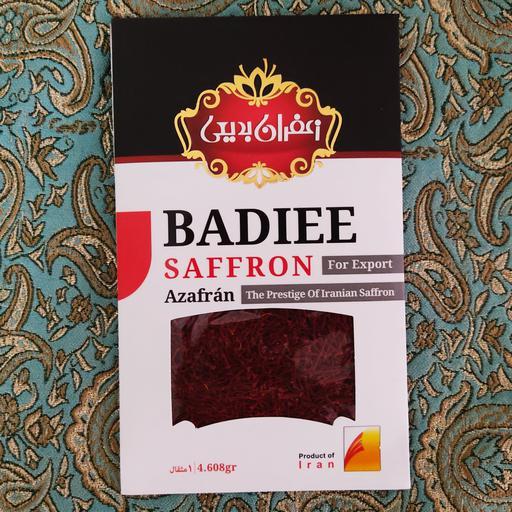 زعفران بدیعی
BADIEE
SAFFRON For Export
Azafrán The Prestige Of Iranian Saffron
Product of
Iran
۱ مثقال | 4.608gr